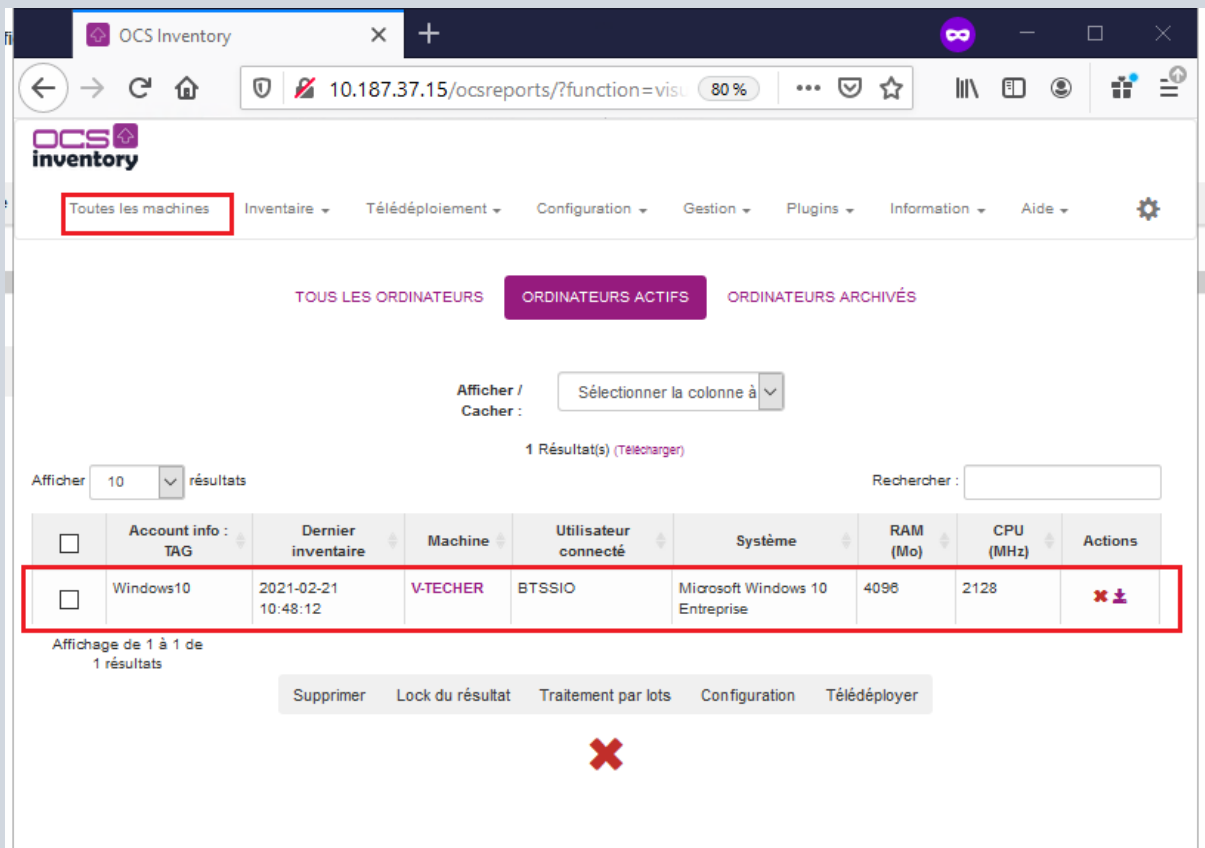 OCS Inventory
10.187.37.15/ocsreports/?function=visu 80 %
OCS
inventory
Toutes les machines Inventaire Télédéploiement Configuration Gestion Plugins Information Aide
TOUS LES ORDINATEURS ORDINATEURS ACTIFS ORDINATEURS ARCHIVÉS
Afficher / Cacher : Sélectionner la colonne à
1 Résultat(s) (Télécharger)
Afficher 10 résultats Rechercher :
Account info : TAG Dernier inventaire Machine Utilisateur connecté Système RAM (Mo) CPU (MHz) Actions
Windows10 2021-02-21 10:48:12 V-TECHER BTSSIO Microsoft Windows 10 Entreprise 4096 2128
Affichage de 1 à 1 de
1 résultats
Supprimer Lock du résultat Traitement par lots Configuration Télédéployer